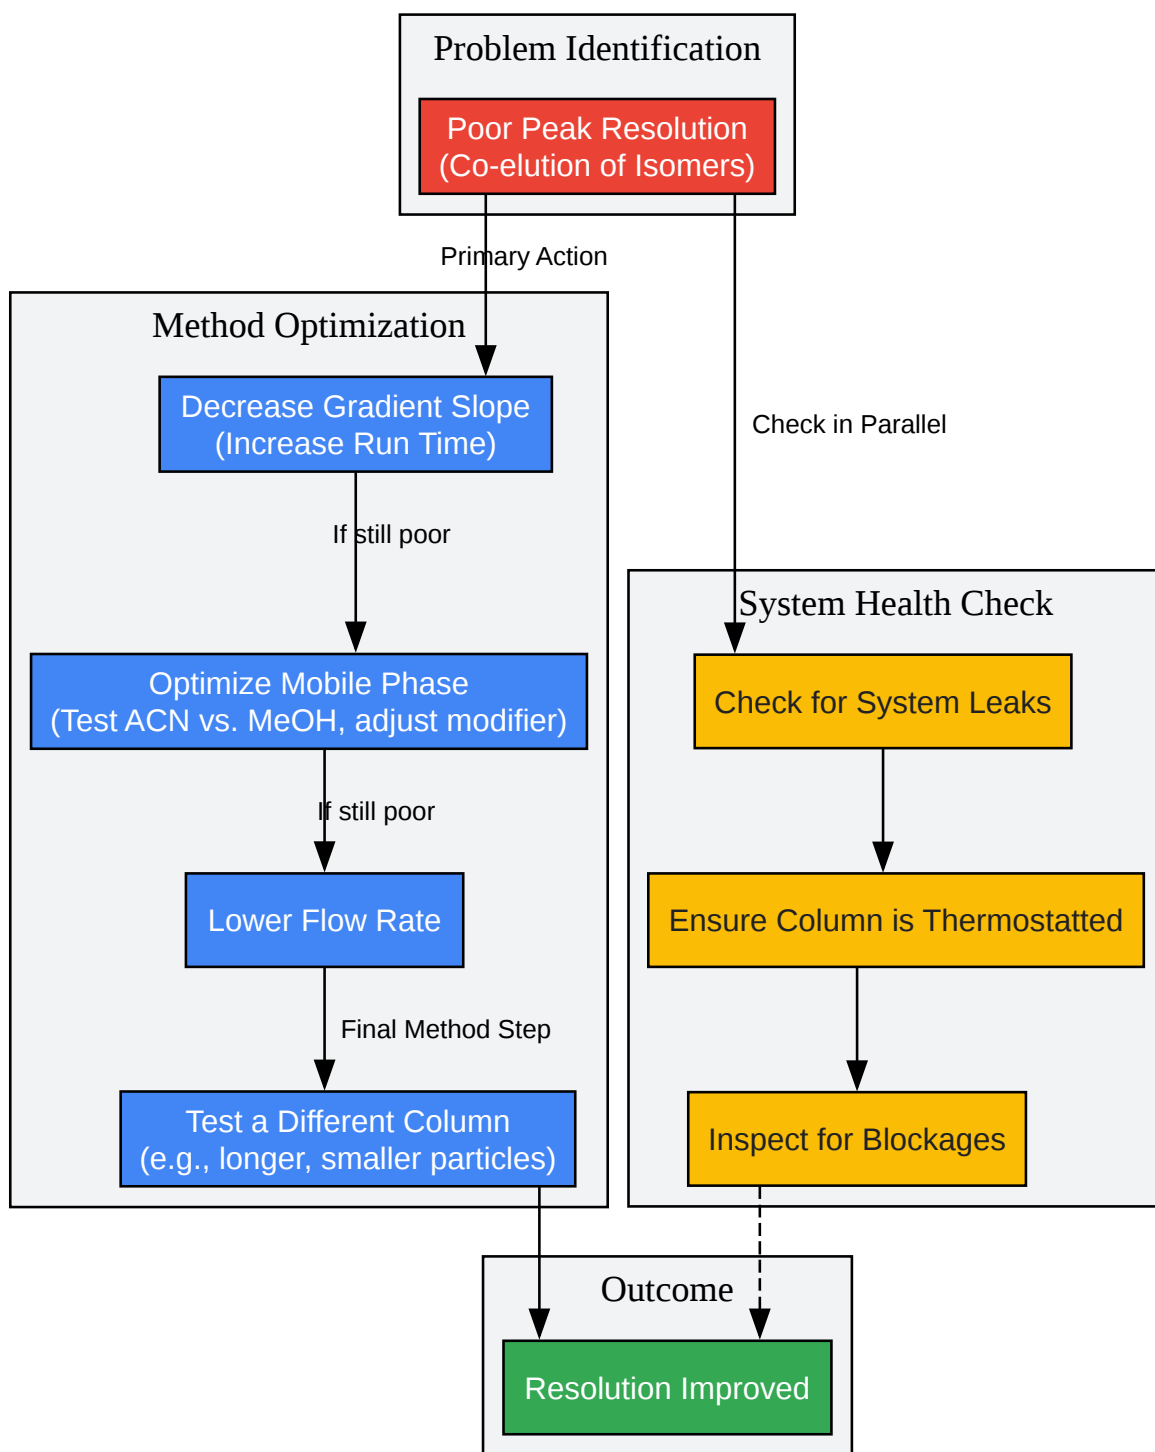 Problem Identification
Poor Peak Resolution
(Co-elution of Isomers)
Primary Action
Method Optimization
Decrease Gradient Slope
(Increase Run Time)
Check in Parallel
If still poor
System Health Check
Optimize Mobile Phase
(Test ACN vs. MeOH, adjust modifier)
Check for System Leaks
If still poor
Lower Flow Rate
Ensure Column is Thermostatted
Final Method Step
Test a Different Column
(e.g., longer, smaller particles)
Inspect for Blockages
Outcome
Resolution Improved